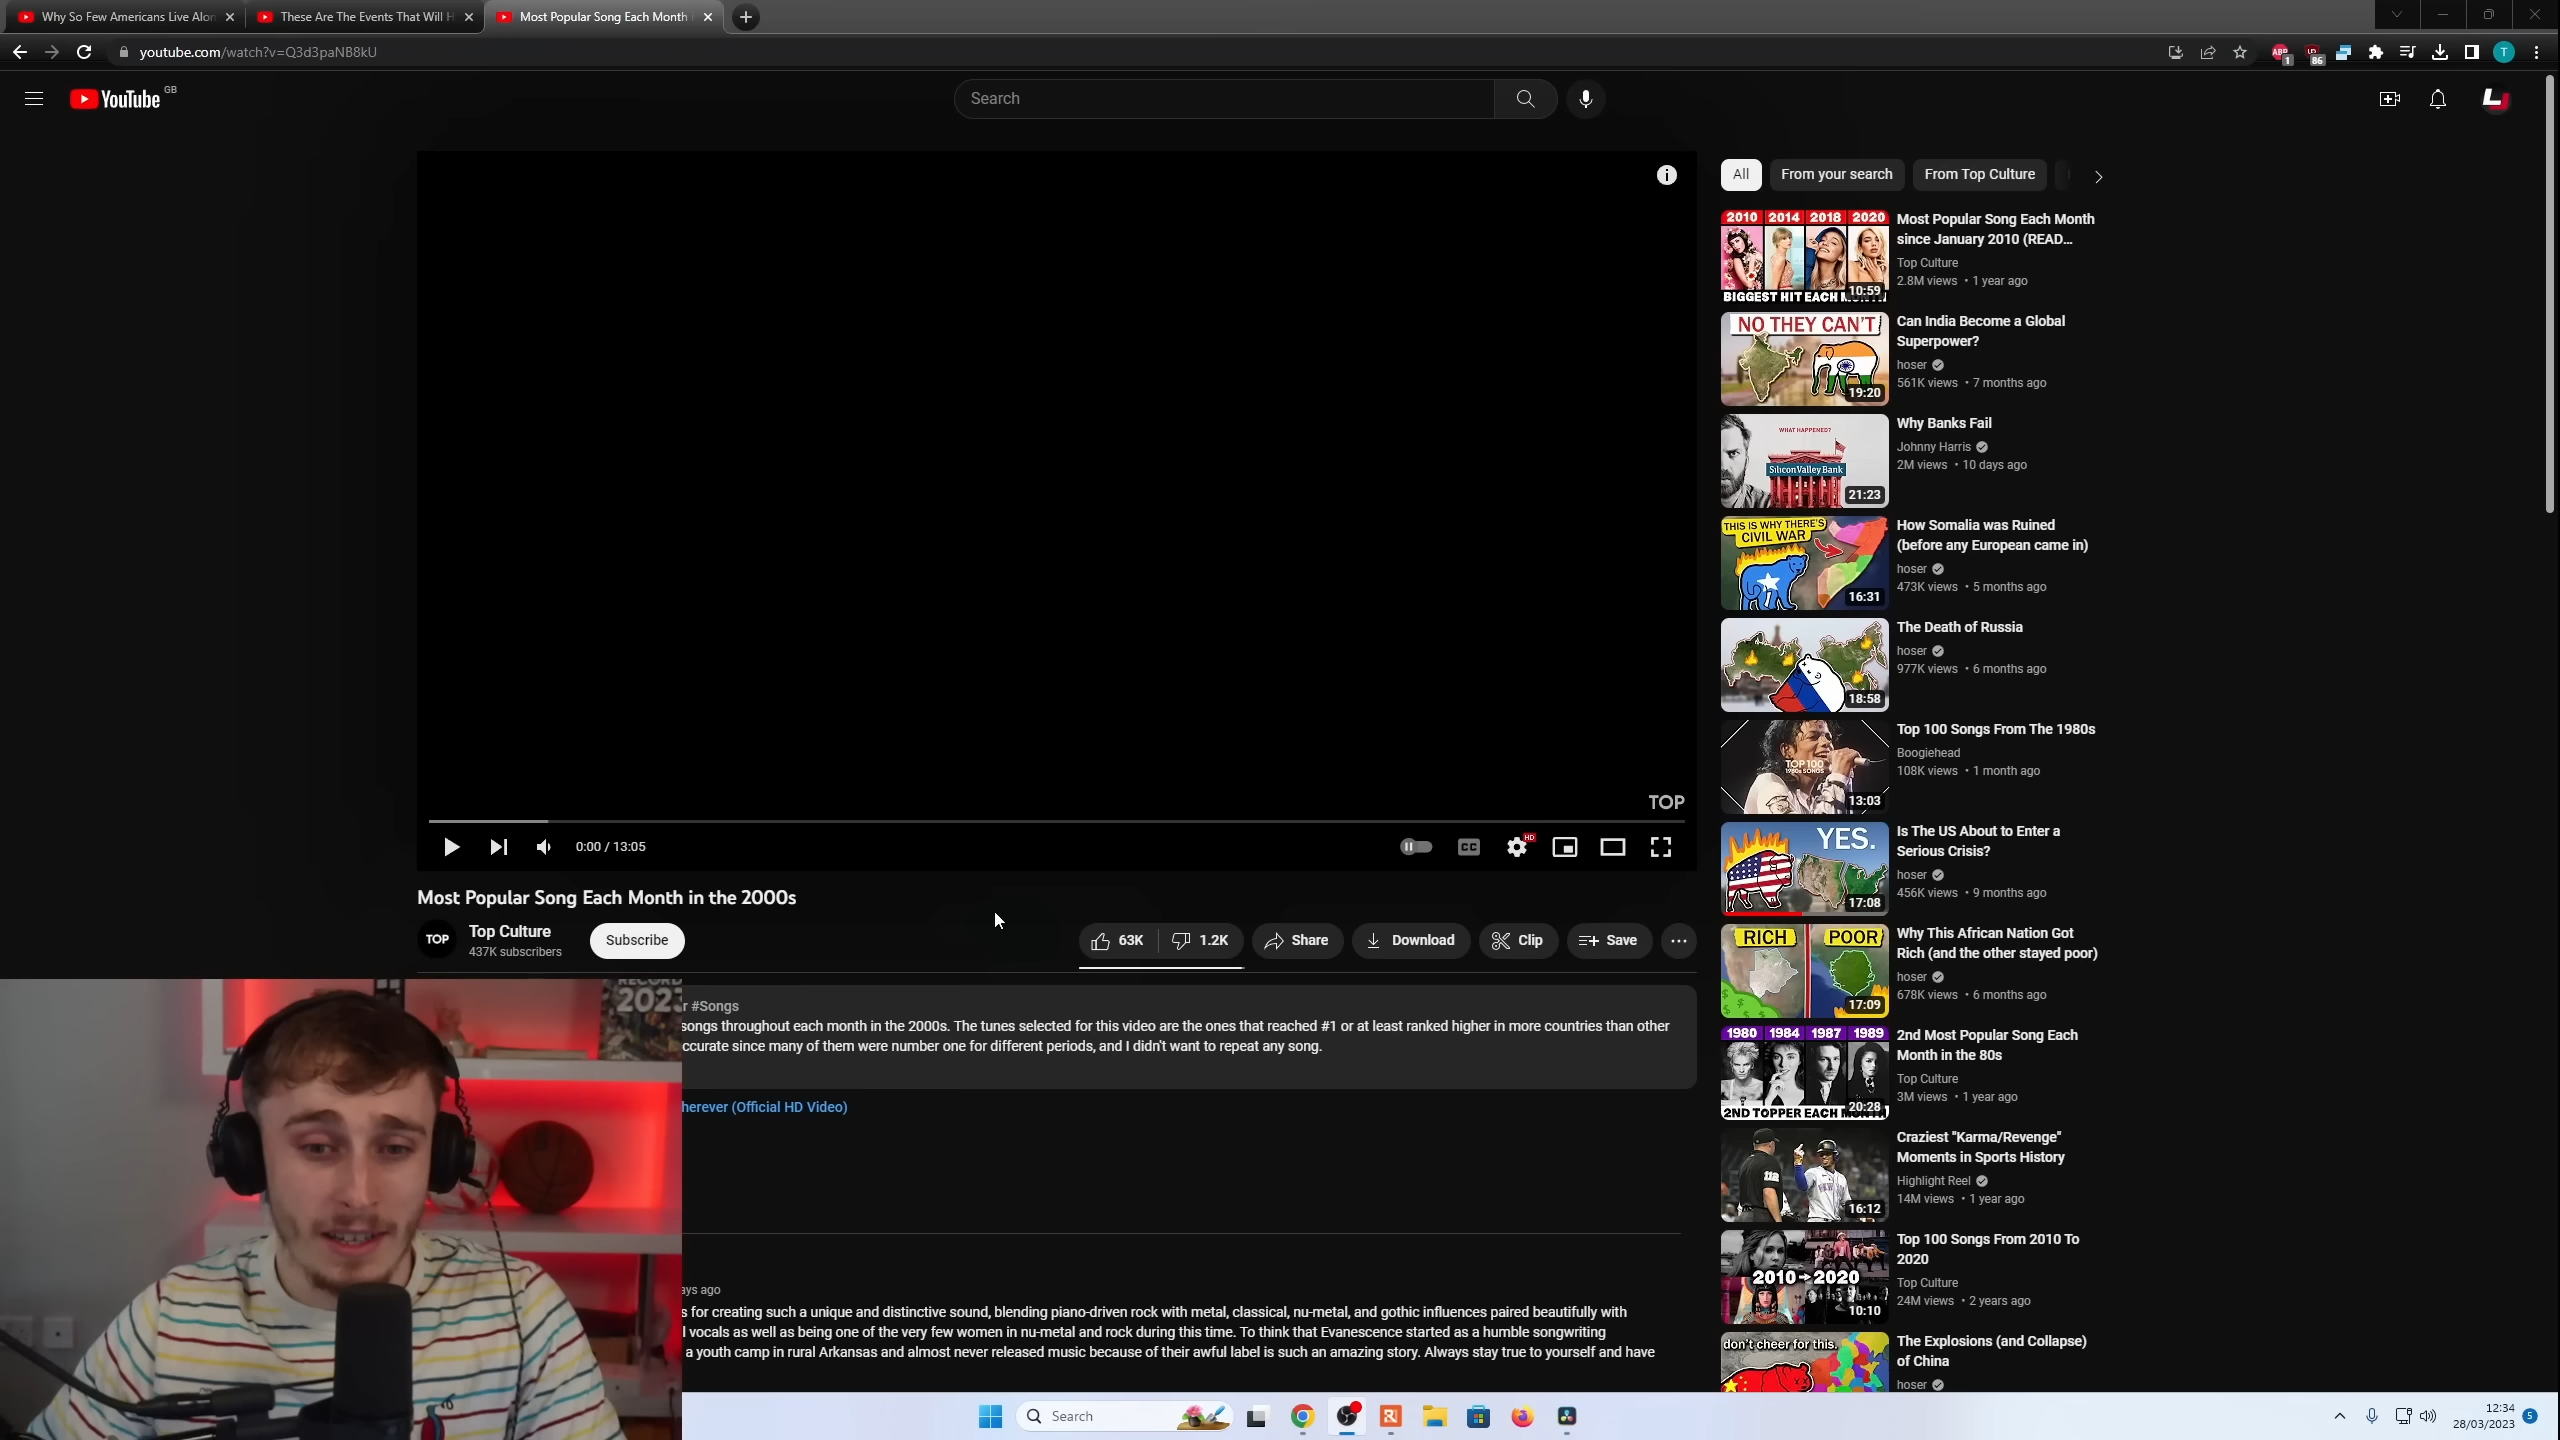 Why So Few Americans Live Alon
These Are The Events That Will H
Most Popular Song Each Month
youtube.com/watch?v=Q3d3paNB8kU
1
86
T
YouTube GB
Search
TOP
0:00 / 13:05
CC
HD
Most Popular Song Each Month in the 2000s
TOP
Top Culture
437K subscribers
Subscribe
63K
1.2K
Share
Download
Clip
Save
r #Songs
songs throughout each month in the 2000s. The tunes selected for this video are the ones that reached #1 or at least ranked higher in more countries than other
ccurate since many of them were number one for different periods, and I didn't want to repeat any song.
herever (Official HD Video)
ays ago
s for creating such a unique and distinctive sound, blending piano-driven rock with metal, classical, nu-metal, and gothic influences paired beautifully with
l vocals as well as being one of the very few women in nu-metal and rock during this time. To think that Evanescence started as a humble songwriting
a youth camp in rural Arkansas and almost never released music because of their awful label is such an amazing story. Always stay true to yourself and have
All
From your search
From Top Culture
2010 2014 2018 2020
BIGGEST HIT EACH
10:59
Most Popular Song Each Month
since January 2010 (READ...
Top Culture
2.8M views • 1 year ago
NO THEY CAN'T
19:20
Can India Become a Global
Superpower?
hoser
561K views • 7 months ago
WHAT HAPPENED?
Silicon Valley Bank
21:23
Why Banks Fail
Johnny Harris
2M views • 10 days ago
THIS IS WHY THERE'S
CIVIL WAR
16:31
How Somalia was Ruined
(before any European came in)
hoser
473K views • 5 months ago
18:58
The Death of Russia
hoser
977K views • 6 months ago
TOP 100
1980s SONGS
13:03
Top 100 Songs From The 1980s
Boogiehead
108K views • 1 month ago
YES.
17:08
Is The US About to Enter a
Serious Crisis?
hoser
456K views • 9 months ago
RICH
POOR
17:09
Why This African Nation Got
Rich (and the other stayed poor)
hoser
678K views • 6 months ago
1980 1984 1987 1989
2ND TOPPER EACH
20:28
2nd Most Popular Song Each
Month in the 80s
Top Culture
3M views • 1 year ago
112
16:12
Craziest "Karma/Revenge"
Moments in Sports History
Highlight Reel
14M views • 1 year ago
2010 2020
10:10
Top 100 Songs From 2010 To
2020
Top Culture
24M views • 2 years ago
don't cheer for this.
The Explosions (and Collapse)
of China
hoser
RECORD
2023
Search
12:34
28/03/2023
5